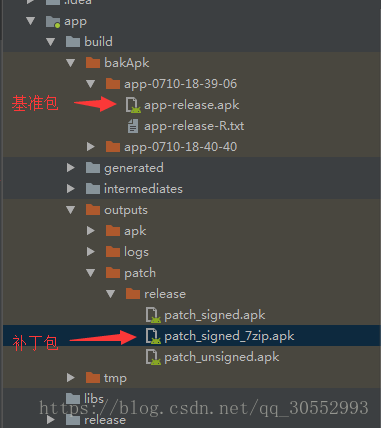 .idea
app
build
bakApk
app-0710-18-39-06
基准包 app-release.apk
app-release-R.txt
app-0710-18-40-40
generated
intermediates
outputs
apk
logs
patch
release
patch_signed.apk
补丁包 patch_signed_7zip.apk
patch_unsigned.apk
tmp
libs
https://blog.csdn.net/qq_30552993
release